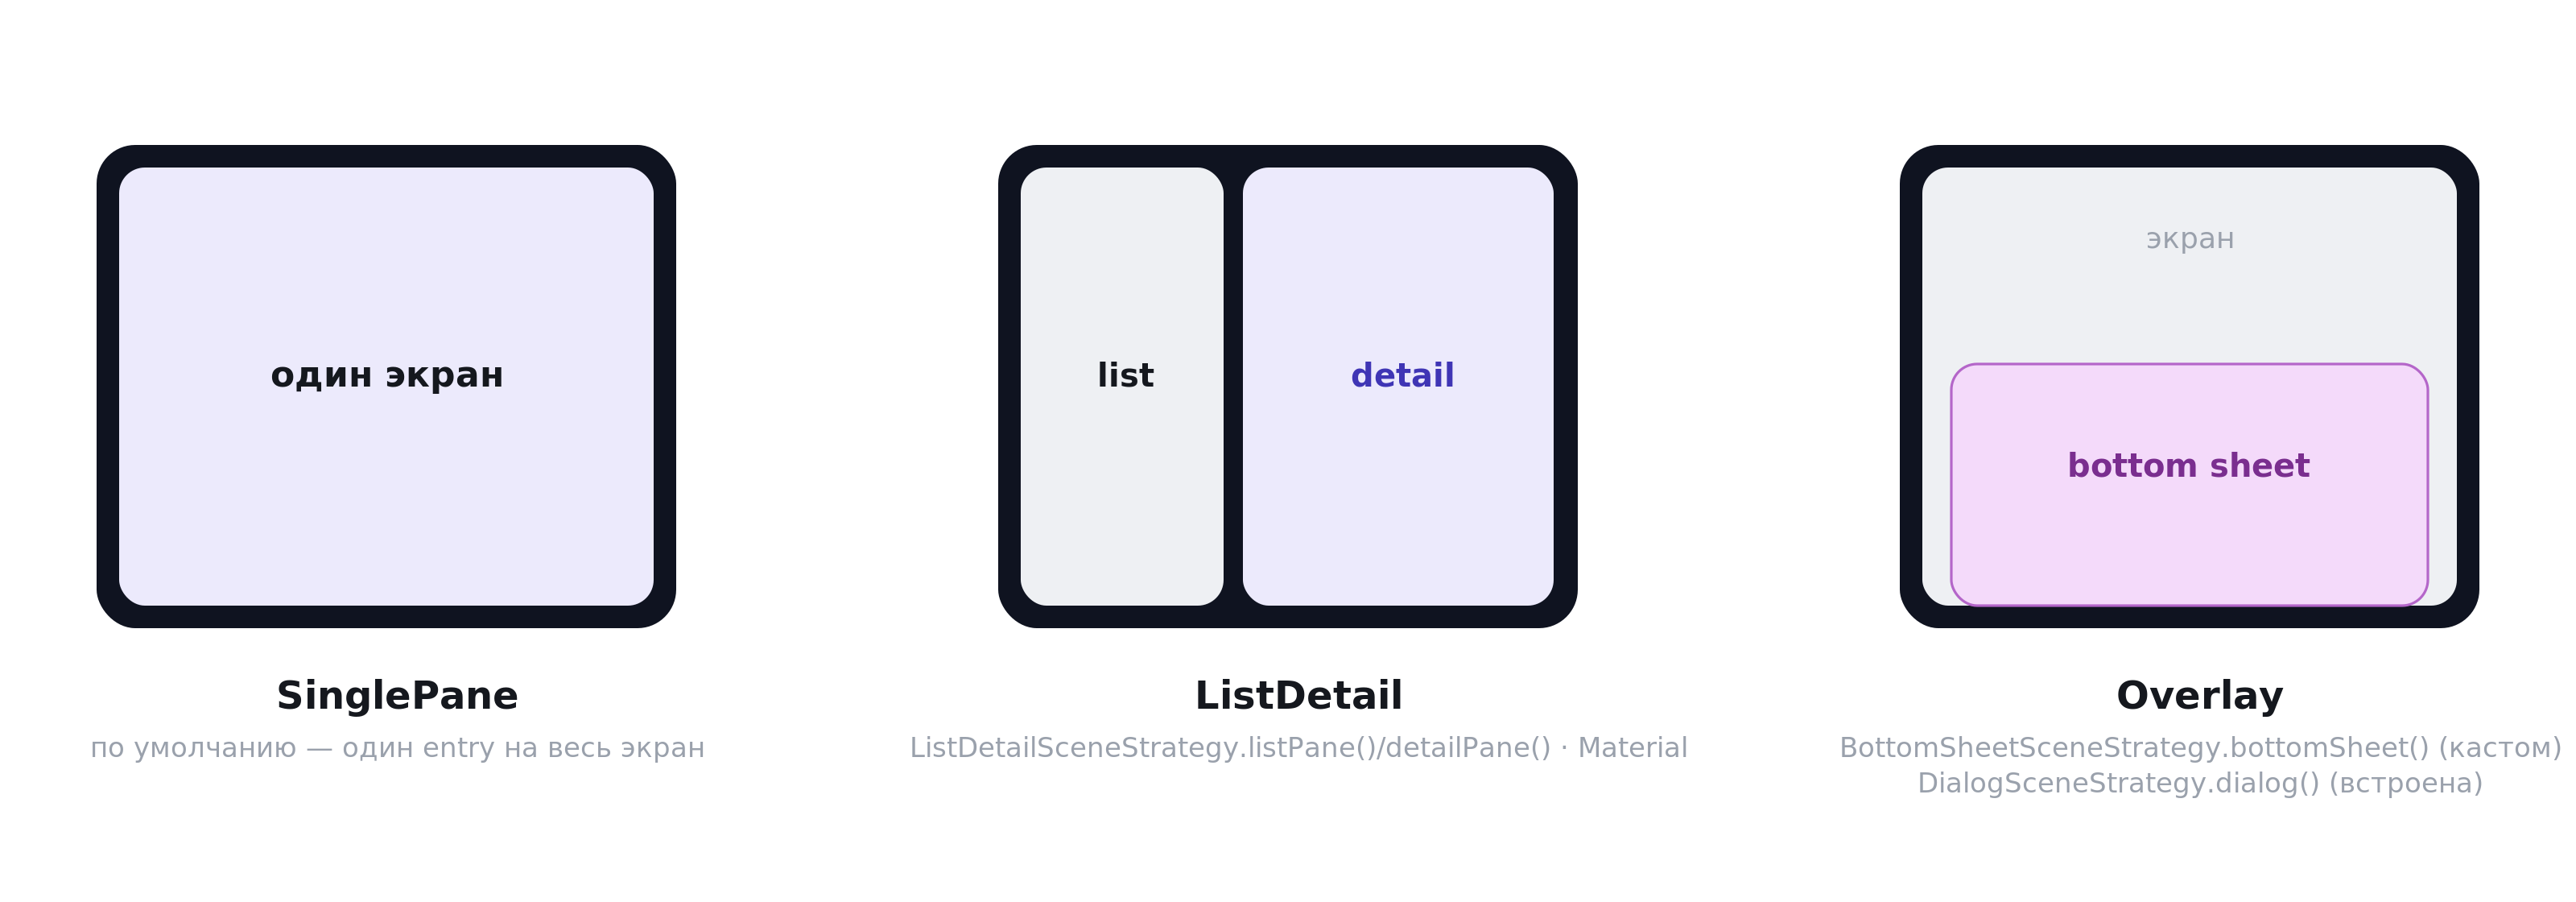 один экран
SinglePane
по умолчанию — один entry на весь экран
list
detail
ListDetail
ListDetailSceneStrategy.listPane()/detailPane() · Material
экран
bottom sheet
Overlay
BottomSheetSceneStrategy.bottomSheet() (кастом)
DialogSceneStrategy.dialog() (встроена)